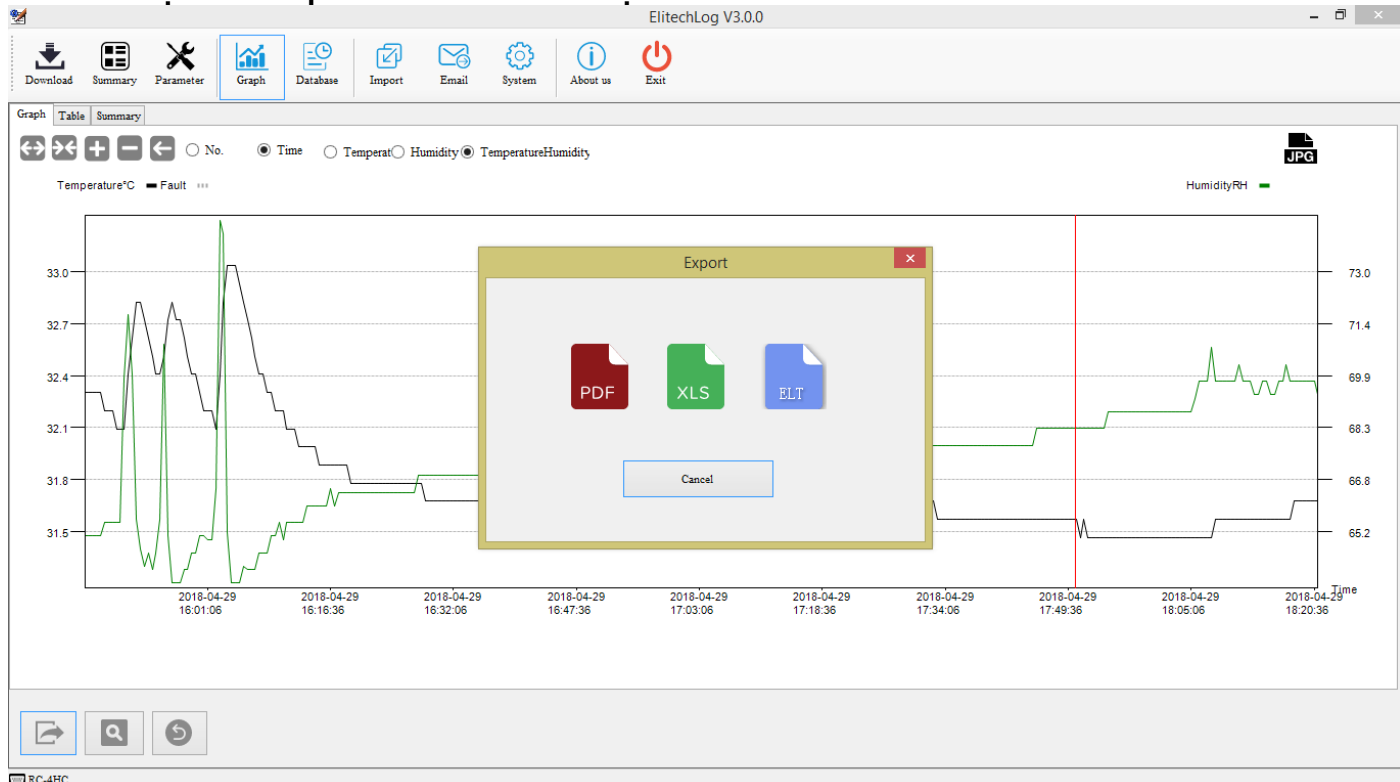 ElitechLog V3.0.0
Download Summary Parameter Graph Database Import Email System About us Exit
Graph Table Summary
No. Time Temperat Humidity TemperatureHumidity
JPG
Temperature°C Fault HumidityRH
Export
33.0 73.0
32.7 71.4
32.4 69.9
PDF XLS ELT
32.1 68.3
31.8 Cancel 66.8
31.5 65.2
Time
2018-04-29 2018-04-29 2018-04-29 2018-04-29 2018-04-29 2018-04-29 2018-04-29 2018-04-29 2018-04-29 2018-04-29
16:01:06 16:16:36 16:32:06 16:47:36 17:03:06 17:18:36 17:34:06 17:49:36 18:05:06 18:20:36
RC-4HC